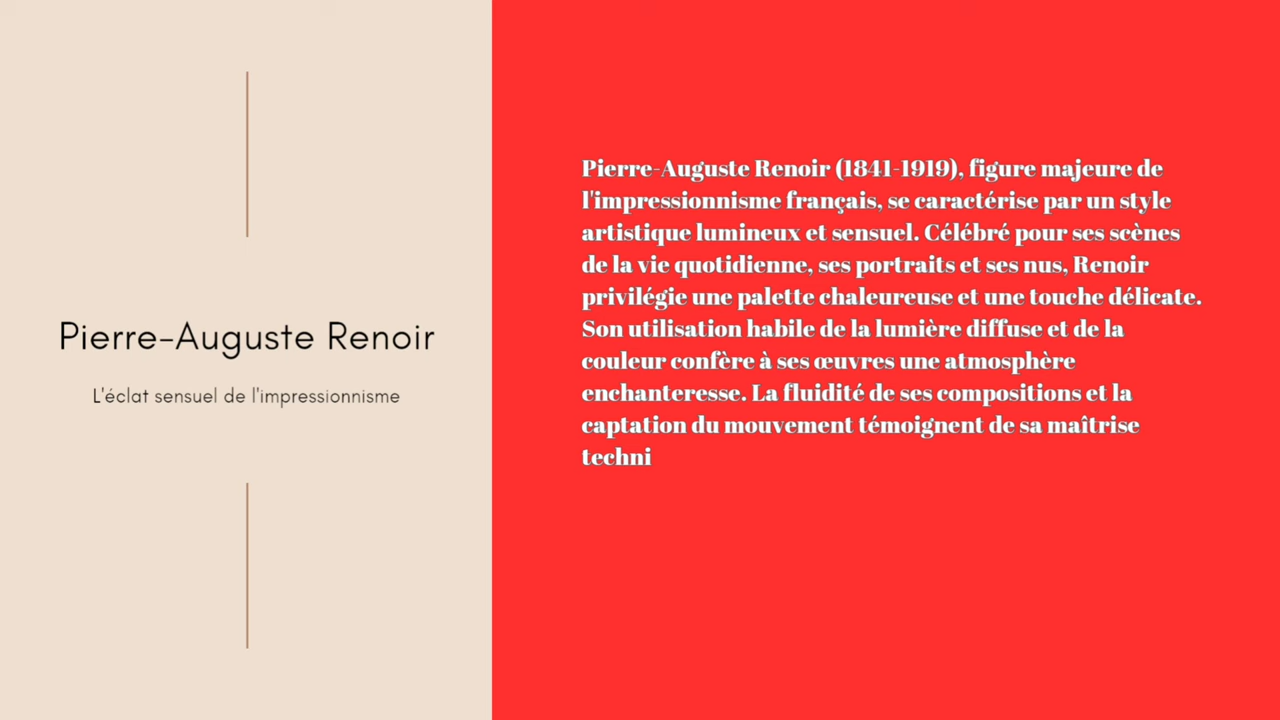 Pierre-Auguste Renoir
L'éclat sensuel de l'impressionnisme
Pierre-Auguste Renoir (1841-1919), figure majeure de
l'impressionnisme français, se caractérise par un style
artistique lumineux et sensuel. Célébré pour ses scènes
de la vie quotidienne, ses portraits et ses nus, Renoir
privilégie une palette chaleureuse et une touche délicate.
Son utilisation habile de la lumière diffuse et de la
couleur confère à ses œuvres une atmosphère
enchanteresse. La fluidité de ses compositions et la
captation du mouvement témoignent de sa maîtrise
techni